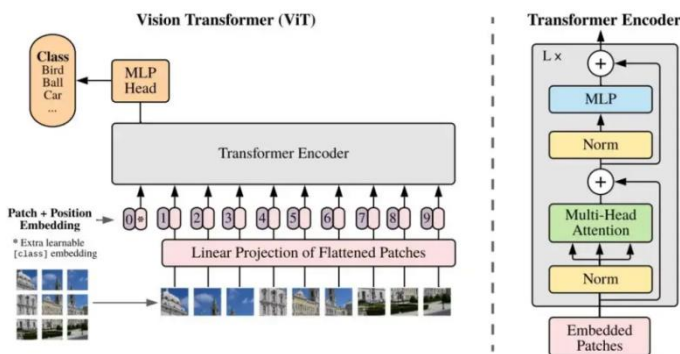 Vision Transformer (ViT)
Class
Bird
Ball
Car
...
MLP
Head
Transformer Encoder
Patch + Position
Embedding
* Extra learnable
[class] embedding
0 * 1 2 3 4 5 6 7 8 9
Linear Projection of Flattened Patches
Transformer Encoder
L ×
+
MLP
Norm
+
Multi-Head
Attention
Norm
Embedded
Patches